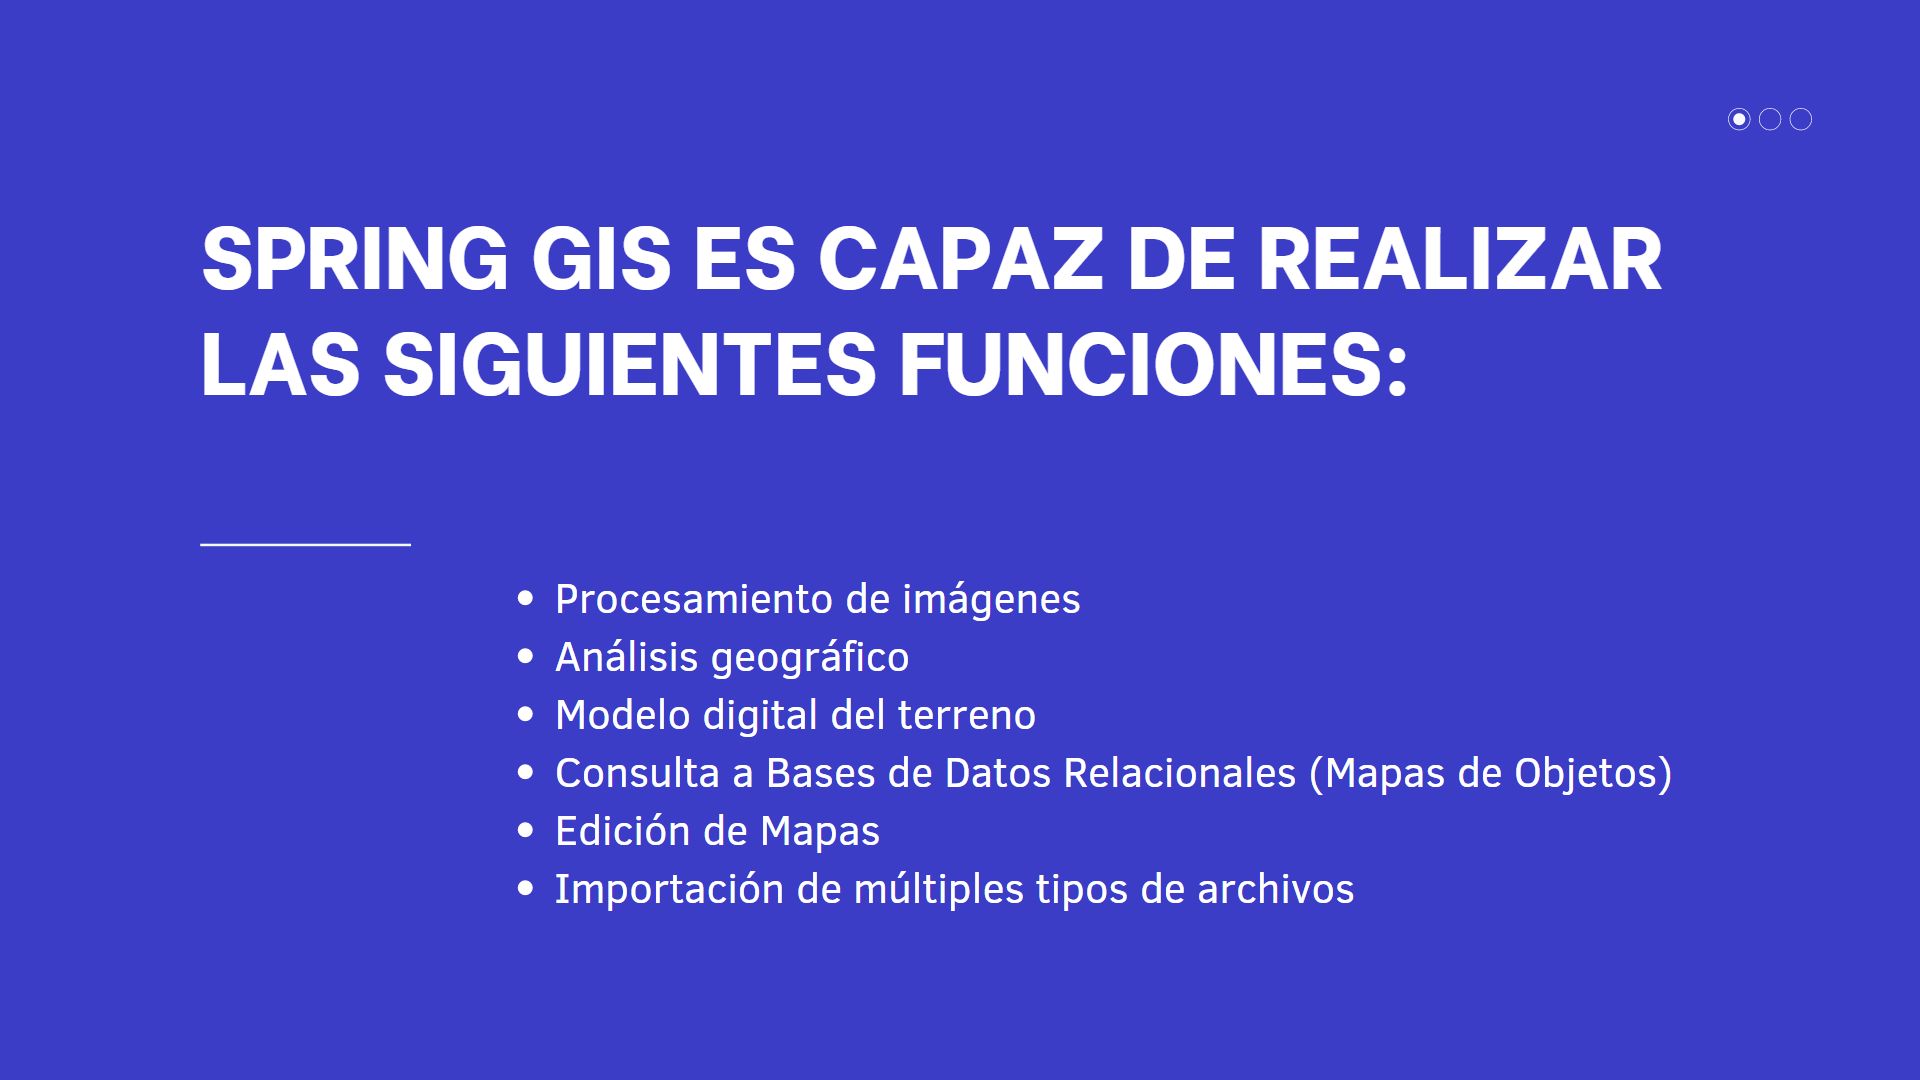 SPRING GIS ES CAPAZ DE REALIZAR
LAS SIGUIENTES FUNCIONES:
• Procesamiento de imágenes
• Análisis geográfico
• Modelo digital del terreno
• Consulta a Bases de Datos Relacionales (Mapas de Objetos)
• Edición de Mapas
• Importación de múltiples tipos de archivos